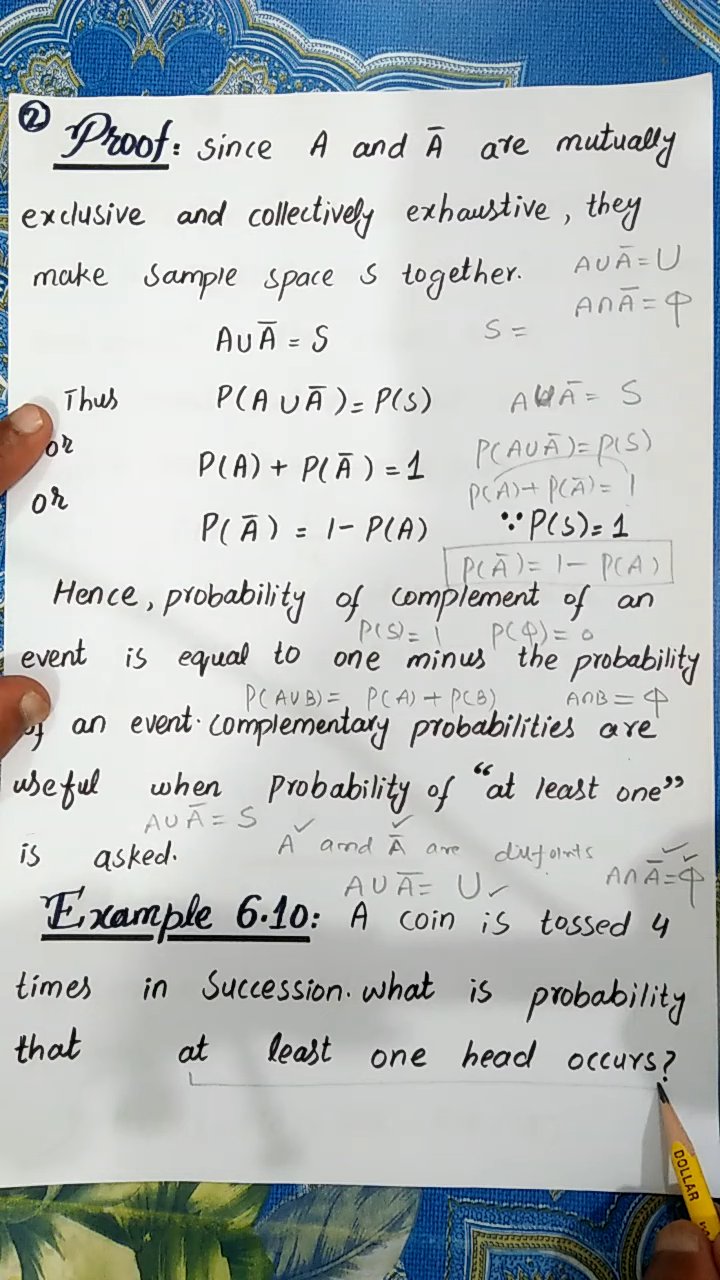 ②
Proof: Since A and Ā are mutually
exclusive and collectively exhaustive, they
make Sample space S together.
A∪Ā = U
A∩Ā = Φ
A∪Ā = S
S =
Thus P(A∪Ā) = P(S)
A∪Ā = S
or
P(A) + P(Ā) = 1
P(A∪Ā) = P(S)
P(A) + P(Ā) = 1
or
P(Ā) = 1 - P(A)
∵ P(S) = 1
P(Ā) = 1 - P(A)
Hence, probability of complement of an
P(S) = 1 P(Φ) = 0
event is equal to one minus the probability
P(A∪B) = P(A) + P(B) A∩B = Φ
of an event. complementary probabilities are
useful when Probability of "at least one"
A∪Ā = S
is asked.
A ✓ and Ā ✓ are disjoints
A∪Ā = U ✓
A∩Ā = Φ
Example 6.10: A coin is tossed 4
times in Succession. what is probability
that at least one head occurs?
DOLLAR